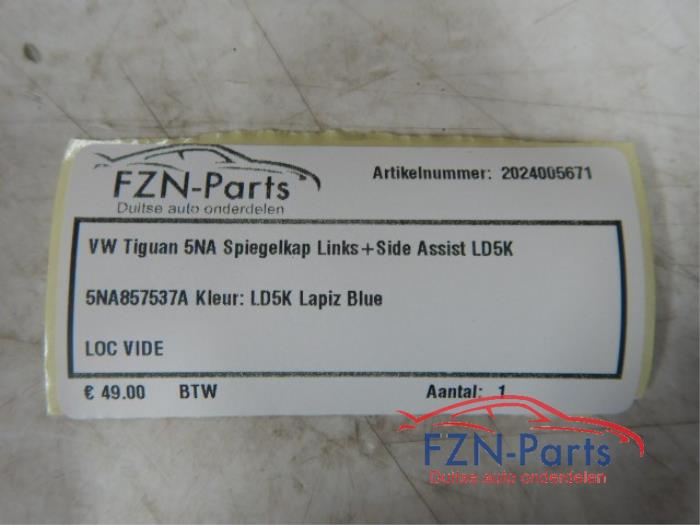 FZN-Parts
Duitse auto onderdelen
Artikelnummer: 2024005671
VW Tiguan 5NA Spiegelkap Links+Side Assist LD5K
5NA857537A Kleur: LD5K Lapiz Blue
LOC VIDE
€ 49.00 BTW Aantal: 1
FZN-Parts
Duitse auto onderdelen